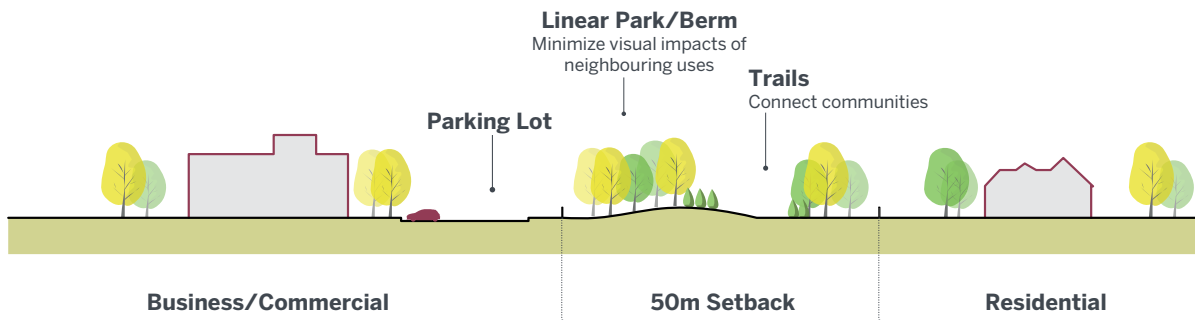 Linear Park/Berm
Minimize visual impacts of
neighbouring uses
Trails
Connect communities
Parking Lot
Business/Commercial
50m Setback
Residential